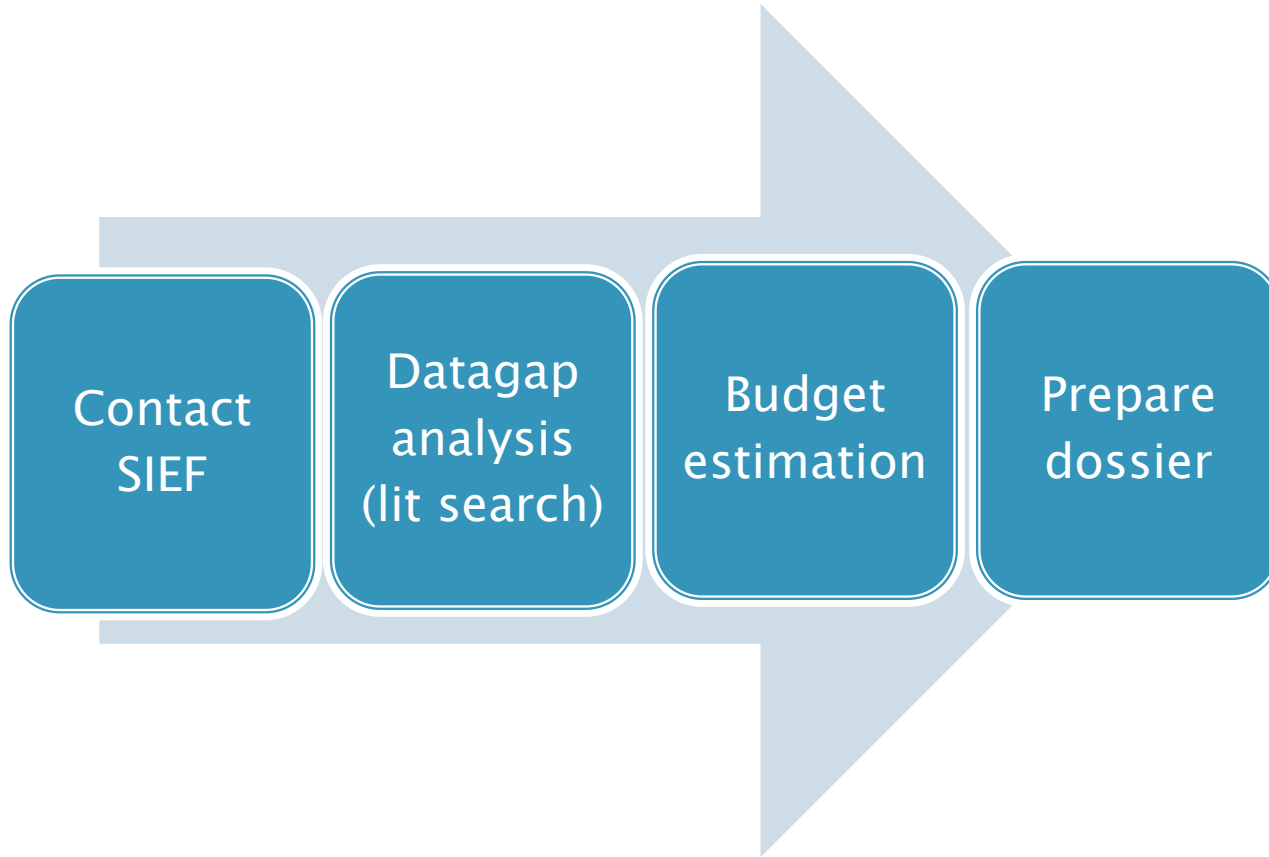 Contact
SIEF
Datagap
analysis
(lit search)
Budget
estimation
Prepare
dossier